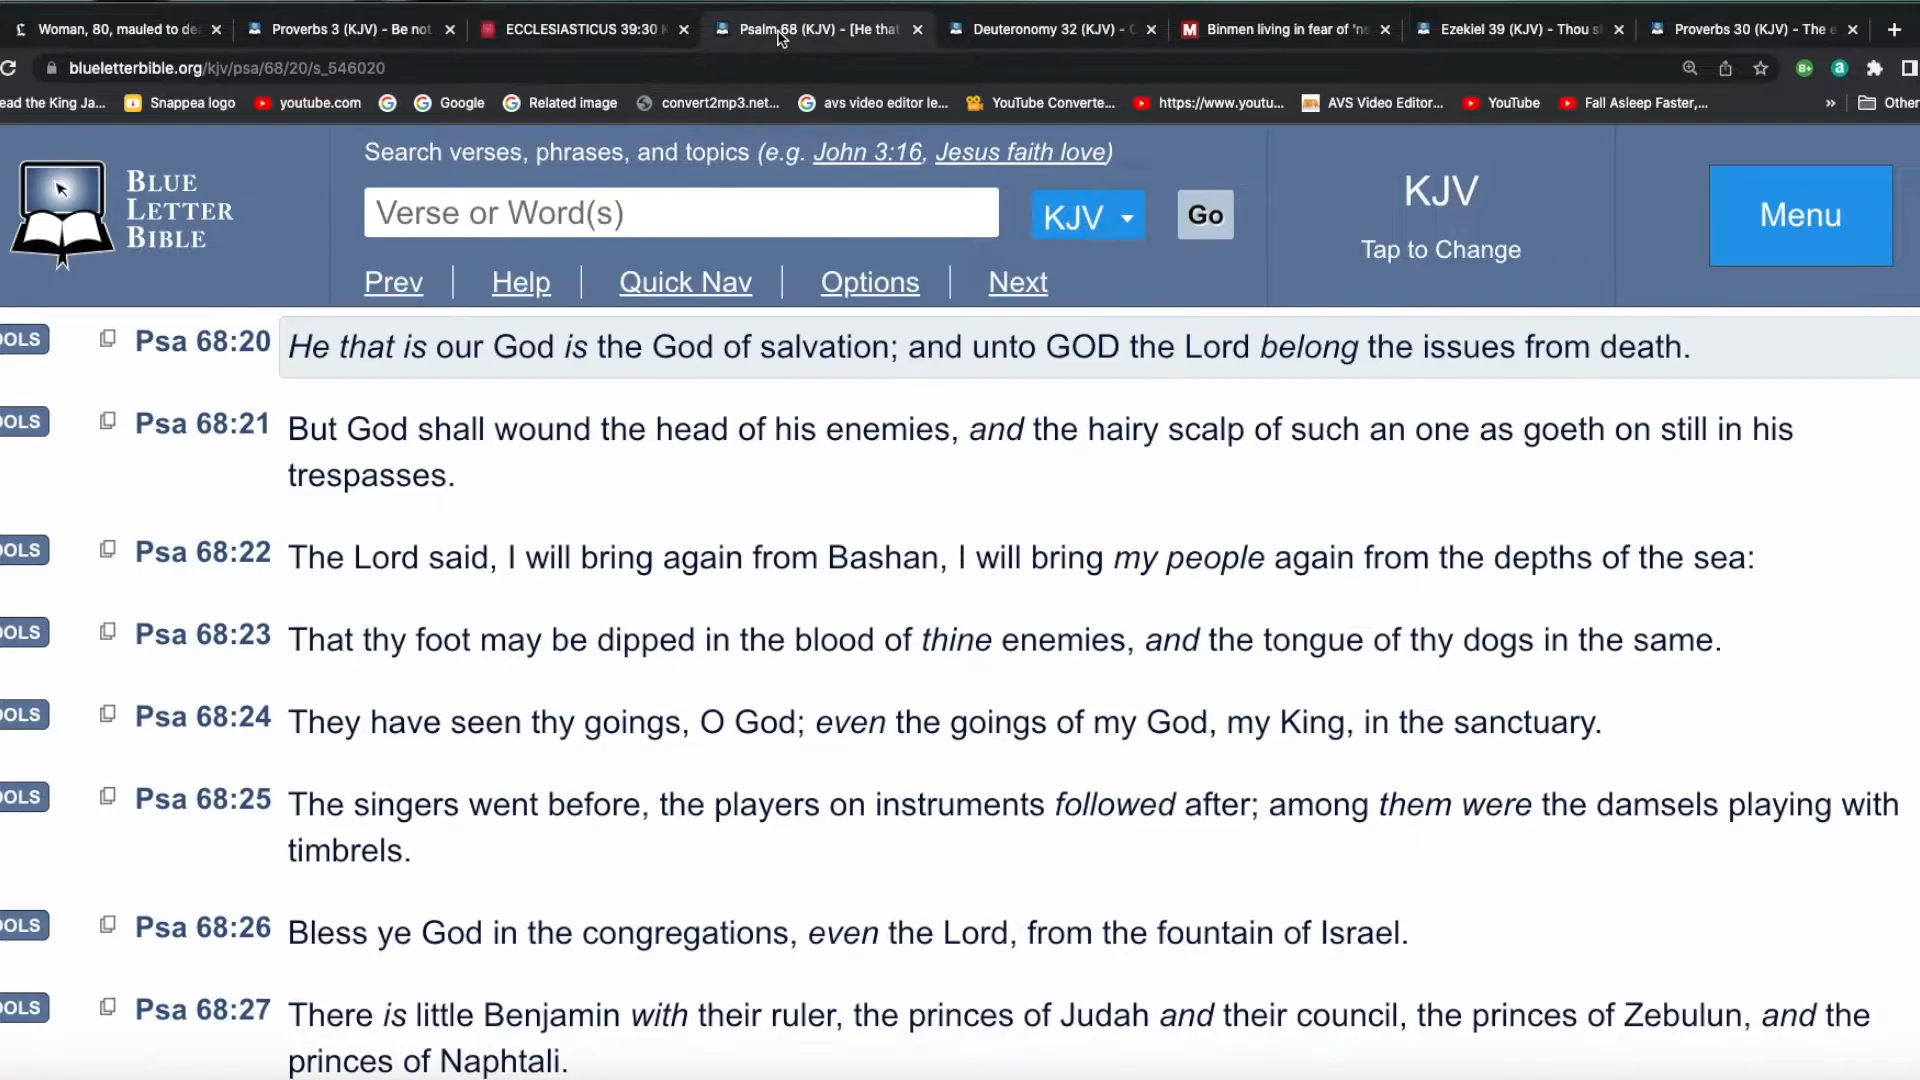 Woman, 80, mauled to de
Proverbs 3 (KJV) - Be not
ECCLESIASTICUS 39:30
Psalm 68 (KJV) - [He that
Deuteronomy 32 (KJV) -
Binmen living in fear of 'ne
Ezekiel 39 (KJV) - Thou s
Proverbs 30 (KJV) - The e
blueletterbible.org/kjv/psa/68/20/s_546020
ead the King Ja...
Snappea logo
youtube.com
Google
Related image
convert2mp3.net...
avs video editor le...
YouTube Converte...
https://www.youtu...
AVS Video Editor...
YouTube
Fall Asleep Faster,...
»
Other
BLUE
LETTER
BIBLE
Search verses, phrases, and topics (e.g. John 3:16, Jesus faith love)
Verse or Word(s)
KJV
Go
Prev | Help | Quick Nav | Options | Next
KJV
Tap to Change
Menu
OOLS Psa 68:20 He that is our God is the God of salvation; and unto GOD the Lord belong the issues from death.
OOLS Psa 68:21 But God shall wound the head of his enemies, and the hairy scalp of such an one as goeth on still in his
trespasses.
OOLS Psa 68:22 The Lord said, I will bring again from Bashan, I will bring my people again from the depths of the sea:
OOLS Psa 68:23 That thy foot may be dipped in the blood of thine enemies, and the tongue of thy dogs in the same.
OOLS Psa 68:24 They have seen thy goings, O God; even the goings of my God, my King, in the sanctuary.
OOLS Psa 68:25 The singers went before, the players on instruments followed after; among them were the damsels playing with
timbrels.
OOLS Psa 68:26 Bless ye God in the congregations, even the Lord, from the fountain of Israel.
OOLS Psa 68:27 There is little Benjamin with their ruler, the princes of Judah and their council, the princes of Zebulun, and the
princes of Naphtali.